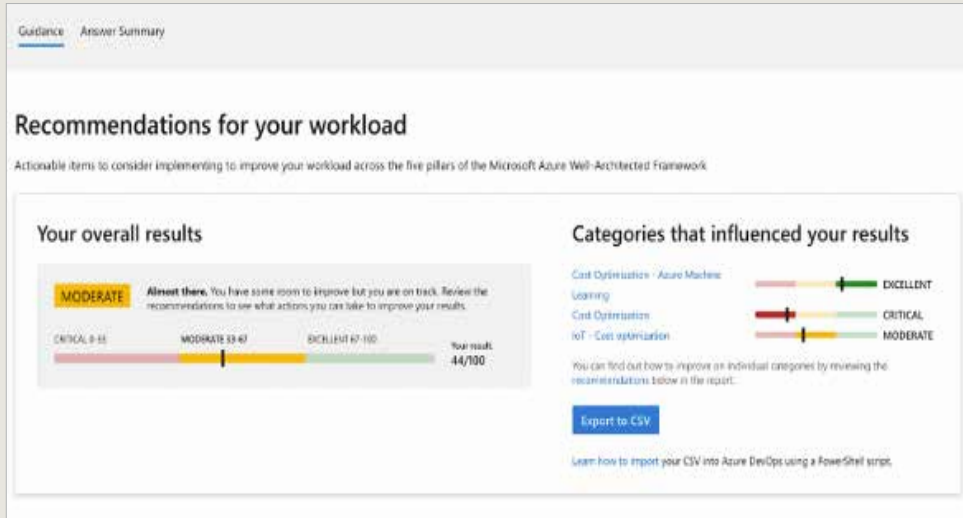 Guidance Answer Summary
Recommendations for your workload
Actionable items to consider implementing to improve your workload across the five pillars of the Microsoft Azure Well-Architected Framework
Your overall results
MODERATE
Almost there. You have some room to improve but you are on track. Review the
recommendations to see what actions you can take to improve your results.
CRITICAL 0-33 MODERATE 33-67 EXCELLENT 67-100
Your result
44/100
Categories that influenced your results
Cost Optimization - Azure Machine
Learning
EXCELLENT
Cost Optimization
CRITICAL
IoT - Cost optimization
MODERATE
You can find out how to improve on individual categories by reviewing the
recommendations below in the report.
Export to CSV
Learn how to import your CSV into Azure DevOps using a PowerShell script.